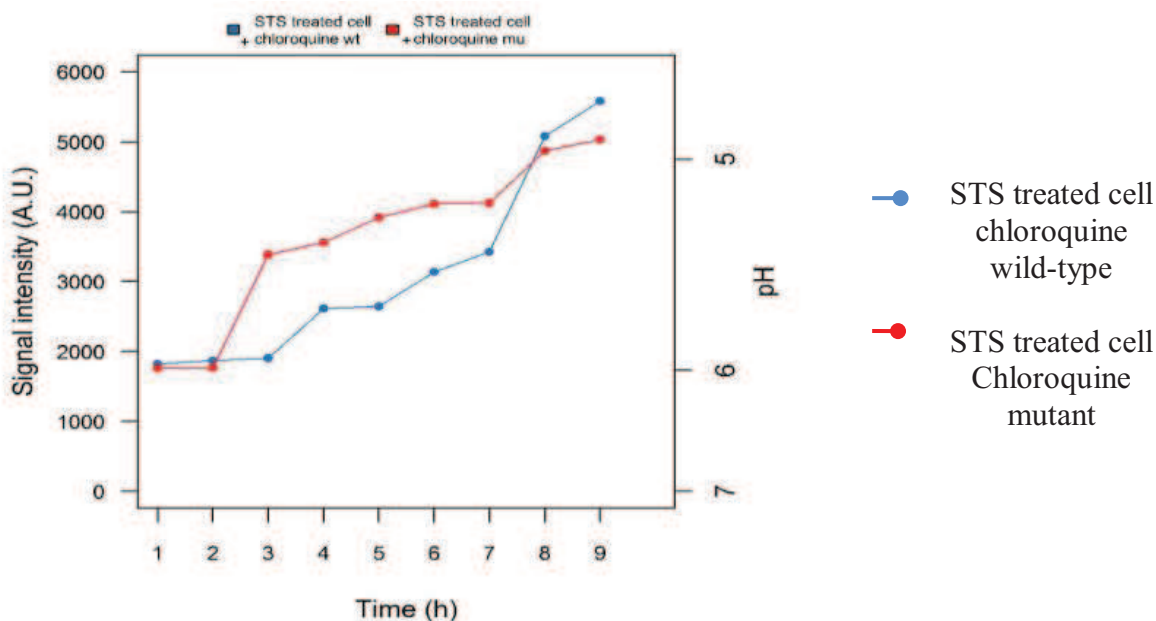 STS treated cell
+ chloroquine wt
STS treated cell
+ chloroquine mu
Signal intensity (A.U.)
6000
5000
4000
3000
2000
1000
0
5
6
7
pH
1 2 3 4 5 6 7 8 9
Time (h)
STS treated cell
chloroquine
wild-type
STS treated cell
Chloroquine
mutant